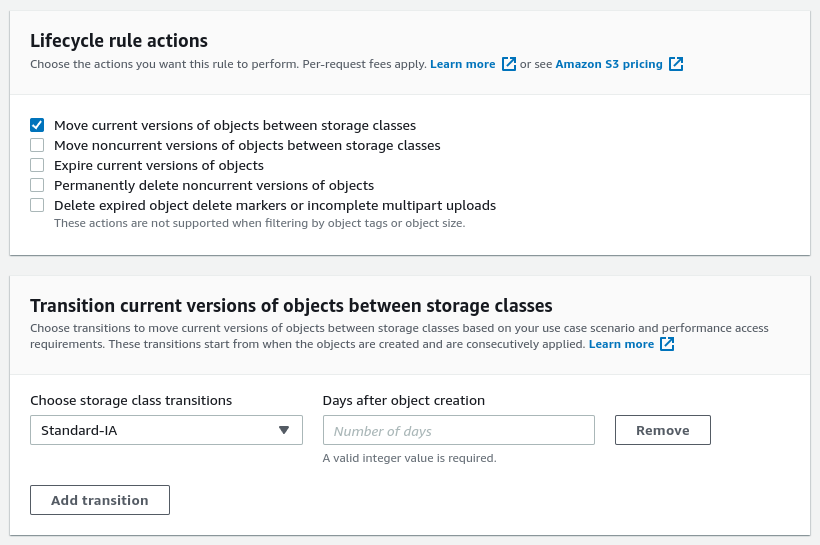 Lifecycle rule actions
Choose the actions you want this rule to perform. Per-request fees apply. Learn more or see Amazon S3 pricing
Move current versions of objects between storage classes
Move noncurrent versions of objects between storage classes
Expire current versions of objects
Permanently delete noncurrent versions of objects
Delete expired object delete markers or incomplete multipart uploads
These actions are not supported when filtering by object tags or object size.
Transition current versions of objects between storage classes
Choose transitions to move current versions of objects between storage classes based on your use case scenario and performance access
requirements. These transitions start from when the objects are created and are consecutively applied. Learn more
Choose storage class transitions
Days after object creation
Standard-IA
Number of days
Remove
A valid integer value is required.
Add transition